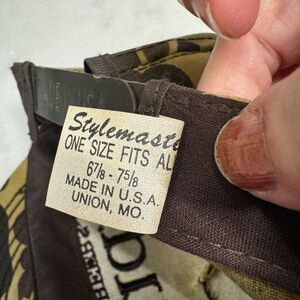 Stylemaste
ONE SIZE FITS AL
6⅞ - 7⅝
MADE IN U.S.A.
UNION, MO.